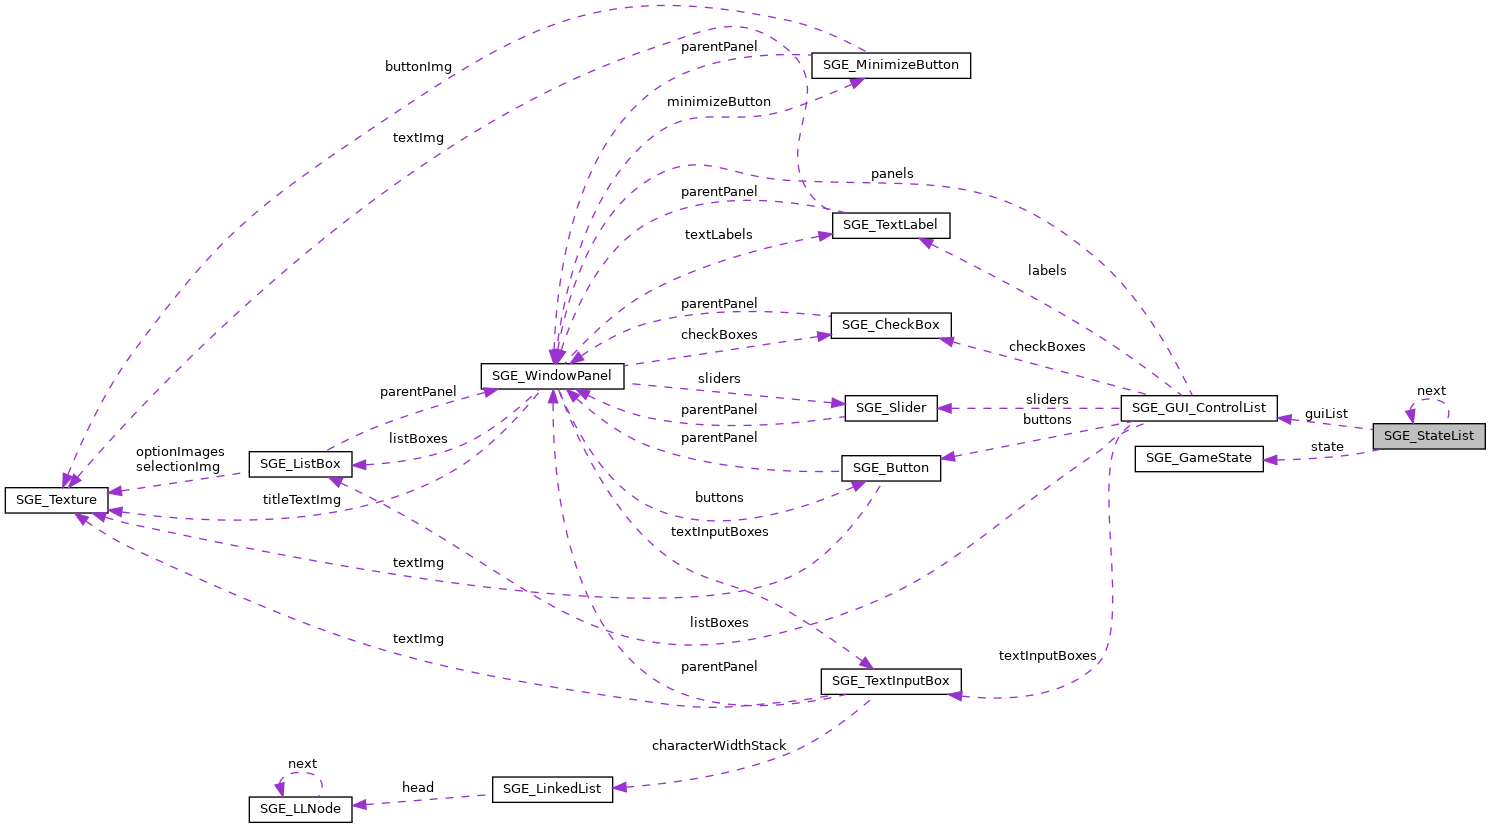 parentPanel
SGE_MinimizeButton
buttonImg
minimizeButton
textImg
panels
parentPanel
SGE_TextLabel
textLabels
labels
parentPanel
SGE_CheckBox
checkBoxes
checkBoxes
SGE_WindowPanel
sliders
parentPanel
next
sliders
SGE_Slider
SGE_GUI_ControlList
guiList
parentPanel
buttons
SGE_StateList
listBoxes
parentPanel
state
optionImages
selectionImg
SGE_ListBox
SGE_Button
SGE_GameState
SGE_Texture
titleTextImg
buttons
textInputBoxes
textImg
listBoxes
textImg
parentPanel
textInputBoxes
SGE_TextInputBox
characterWidthStack
next
head
SGE_LinkedList
SGE_LLNode